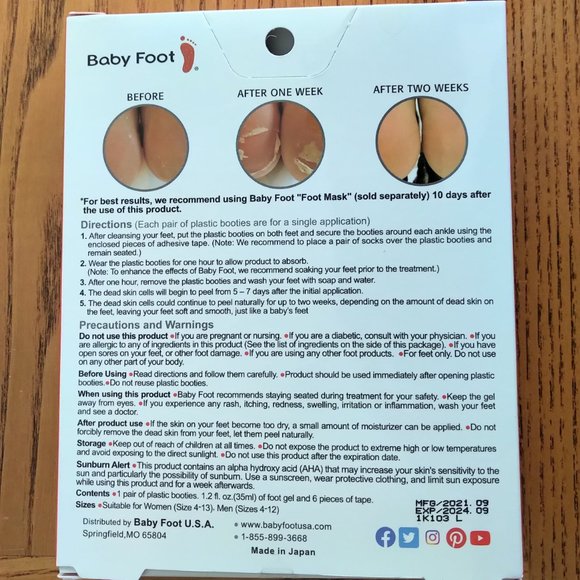 Baby Foot ®
BEFORE
AFTER ONE WEEK
AFTER TWO WEEKS
*For best results, we recommend using Baby Foot "Foot Mask" (sold separately) 10 days after
the use of this product.
Directions (Each pair of plastic booties are for a single application)
1. After cleansing your feet, put the plastic booties on both feet and secure the booties around each ankle using the
enclosed pieces of adhesive tape. (Note: We recommend to place a pair of socks over the plastic booties and
remain seated.)
2. Wear the plastic booties for one hour to allow product to absorb.
(Note: To enhance the effects of Baby Foot, we recommend soaking your feet prior to the treatment.)
3. After one hour, remove the plastic booties and wash your feet with soap and water.
4. The dead skin cells will begin to peel from 5 – 7 days after the initial application.
5. The dead skin cells could continue to peel naturally for up to two weeks, depending on the amount of dead skin on
the feet, leaving your feet soft and smooth, just like a baby's feet
Precautions and Warnings
Do not use this product •If you are pregnant or nursing. •If you are a diabetic, consult with your physician. •If you
are allergic to any of ingredients in this product (See the list of ingredients on the side of this package). •If you have
open sores on your feet, or other foot damage. •If you are using any other foot products. •For feet only. Do not use
on any other part of your body.
Before Using •Read directions and follow them carefully. •Product should be used immediately after opening plastic
booties.•Do not reuse plastic booties.
When using this product •Baby Foot recommends staying seated during treatment for your safety. •Keep the gel
away from eyes. •If you experience any rash, itching, redness, swelling, irritation or inflammation, wash your feet
and see a doctor.
After product use •If the skin on your feet become too dry, a small amount of moisturizer can be applied. •Do not
forcibly remove the dead skin from your feet, let them peel naturally.
Storage •Keep out of reach of children at all times. •Do not expose the product to extreme high or low temperatures
and avoid exposing to the direct sunlight. •Do not use this product after the expiration date.
Sunburn Alert •This product contains an alpha hydroxy acid (AHA) that may increase your skin's sensitivity to the
sun and particularly the possibility of sunburn. Use a sunscreen, wear protective clothing, and limit sun exposure
while using this product and for a week afterwards.
Contents •1 pair of plastic booties. 1.2 fl.oz.(35ml) of foot gel and 6 pieces of tape.
Sizes •Suitable for Women (Size 4-13). Men (Sizes 4-12)
MFG/2021. 09
EXP/2024. 09
1K103 L
Distributed by Baby Foot U.S.A.
Springfield,MO 65804
• www.babyfootusa.com
• 1-855-899-3668
Made in Japan